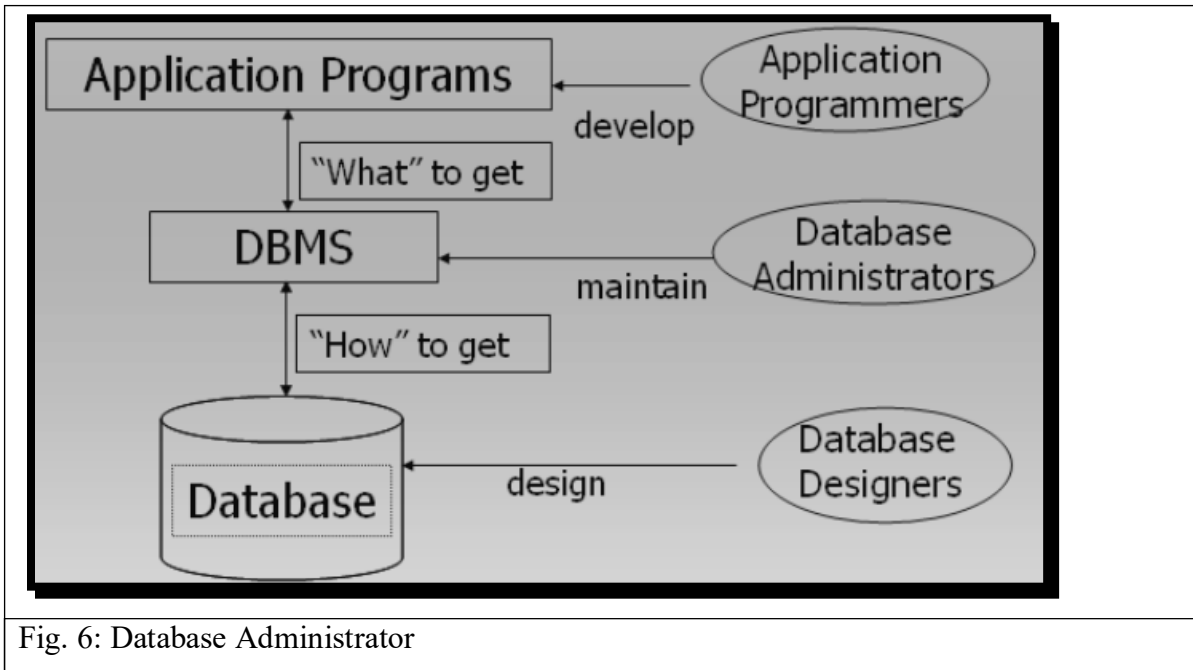 Application Programs
Application
Programmers
develop
“What” to get
DBMS
Database
Administrators
maintain
“How” to get
Database
Database
Designers
design
Fig. 6: Database Administrator